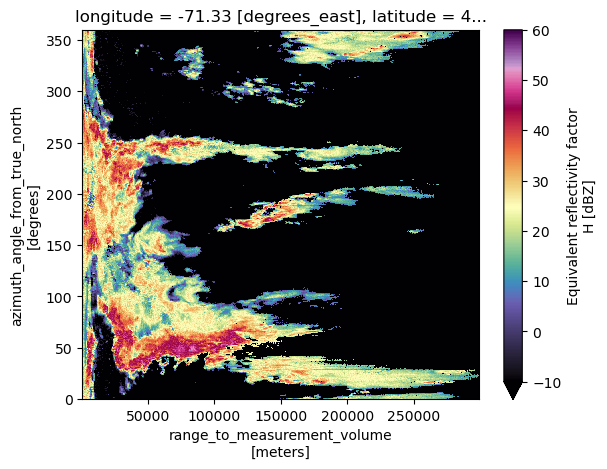 longitude = -71.33 [degrees_east], latitude = 4...
350
300
250
200
150
100
50
0
azimuth_angle_from_true_north
[degrees]
50000 100000 150000 200000 250000
range_to_measurement_volume
[meters]
60
50
40
30
20
10
0
−10
Equivalent reflectivity factor
H [dBZ]